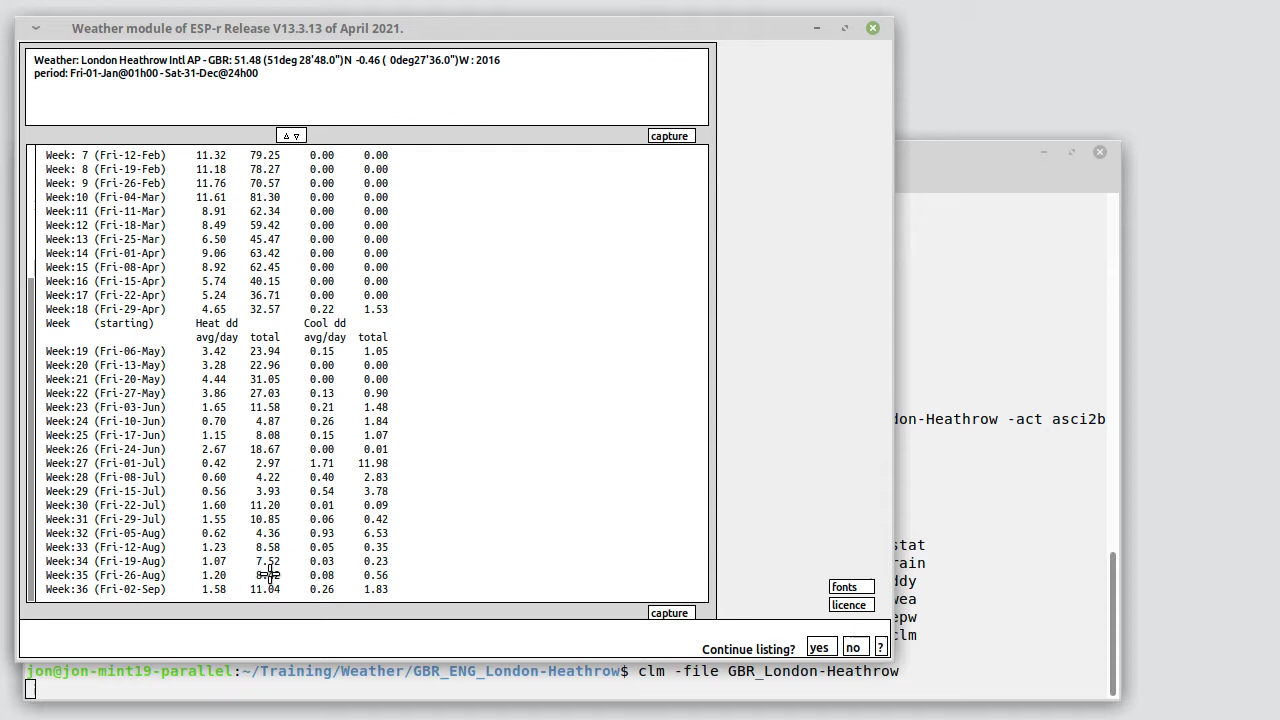 Weather module of ESP-r Release V13.3.13 of April 2021.
Weather: London Heathrow Intl AP - GBR: 51.48 (51deg 28'48.0")N -0.46 ( 0deg27'36.0")W : 2016
period: Fri-01-Jan@01h00 - Sat-31-Dec@24h00
capture
Week: 7 (Fri-12-Feb) 11.32 79.25 0.00 0.00
Week: 8 (Fri-19-Feb) 11.18 78.27 0.00 0.00
Week: 9 (Fri-26-Feb) 11.76 70.57 0.00 0.00
Week:10 (Fri-04-Mar) 11.61 81.30 0.00 0.00
Week:11 (Fri-11-Mar) 8.91 62.34 0.00 0.00
Week:12 (Fri-18-Mar) 8.49 59.42 0.00 0.00
Week:13 (Fri-25-Mar) 6.50 45.47 0.00 0.00
Week:14 (Fri-01-Apr) 9.06 63.42 0.00 0.00
Week:15 (Fri-08-Apr) 8.92 62.45 0.00 0.00
Week:16 (Fri-15-Apr) 5.74 40.15 0.00 0.00
Week:17 (Fri-22-Apr) 5.24 36.71 0.00 0.00
Week:18 (Fri-29-Apr) 4.65 32.57 0.22 1.53
Week (starting) Heat dd Cool dd
avg/day total avg/day total
Week:19 (Fri-06-May) 3.42 23.94 0.15 1.05
Week:20 (Fri-13-May) 3.28 22.96 0.00 0.00
Week:21 (Fri-20-May) 4.44 31.05 0.00 0.00
Week:22 (Fri-27-May) 3.86 27.03 0.13 0.90
Week:23 (Fri-03-Jun) 1.65 11.58 0.21 1.48
Week:24 (Fri-10-Jun) 0.70 4.87 0.26 1.84
Week:25 (Fri-17-Jun) 1.15 8.08 0.15 1.07
Week:26 (Fri-24-Jun) 2.67 18.67 0.00 0.01
Week:27 (Fri-01-Jul) 0.42 2.97 1.71 11.98
Week:28 (Fri-08-Jul) 0.60 4.22 0.40 2.83
Week:29 (Fri-15-Jul) 0.56 3.93 0.54 3.78
Week:30 (Fri-22-Jul) 1.60 11.20 0.01 0.09
Week:31 (Fri-29-Jul) 1.55 10.85 0.06 0.42
Week:32 (Fri-05-Aug) 0.62 4.36 0.93 6.53
Week:33 (Fri-12-Aug) 1.23 8.58 0.05 0.35
Week:34 (Fri-19-Aug) 1.07 7.52 0.03 0.23
Week:35 (Fri-26-Aug) 1.20 0.08 0.56
Week:36 (Fri-02-Sep) 1.58 11.04 0.26 1.83
fonts
licence
capture
Continue listing? yes no ?
don-Heathrow -act asci2b
stat
rain
ddy
wea
epw
clm
jon@jon-mint19-parallel:~/Training/Weather/GBR_ENG_London-Heathrow$ clm -file GBR_London-Heathrow